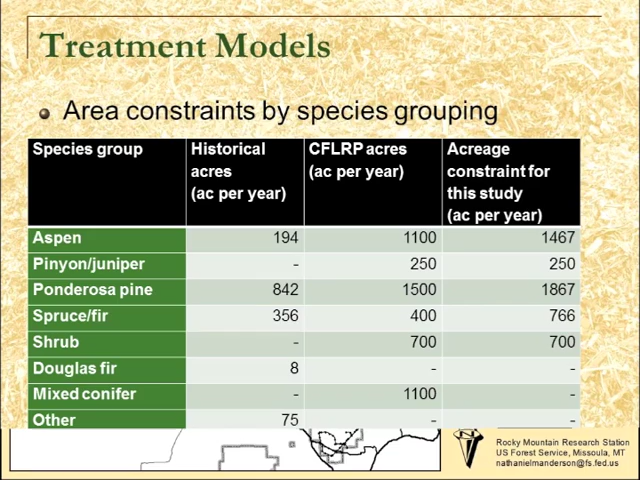 Treatment Models
Area constraints by species grouping
Species group Historical acres (ac per year) CFLRP acres (ac per year) Acreage constraint for this study (ac per year)
Aspen 194 1100 1467
Pinyon/juniper - 250 250
Ponderosa pine 842 1500 1867
Spruce/fir 356 400 766
Shrub - 700 700
Douglas fir 8 - -
Mixed conifer - 1100 -
Other 75 - -
Rocky Mountain Research Station
US Forest Service, Missoula, MT
nathanielmanderson@fs.fed.us